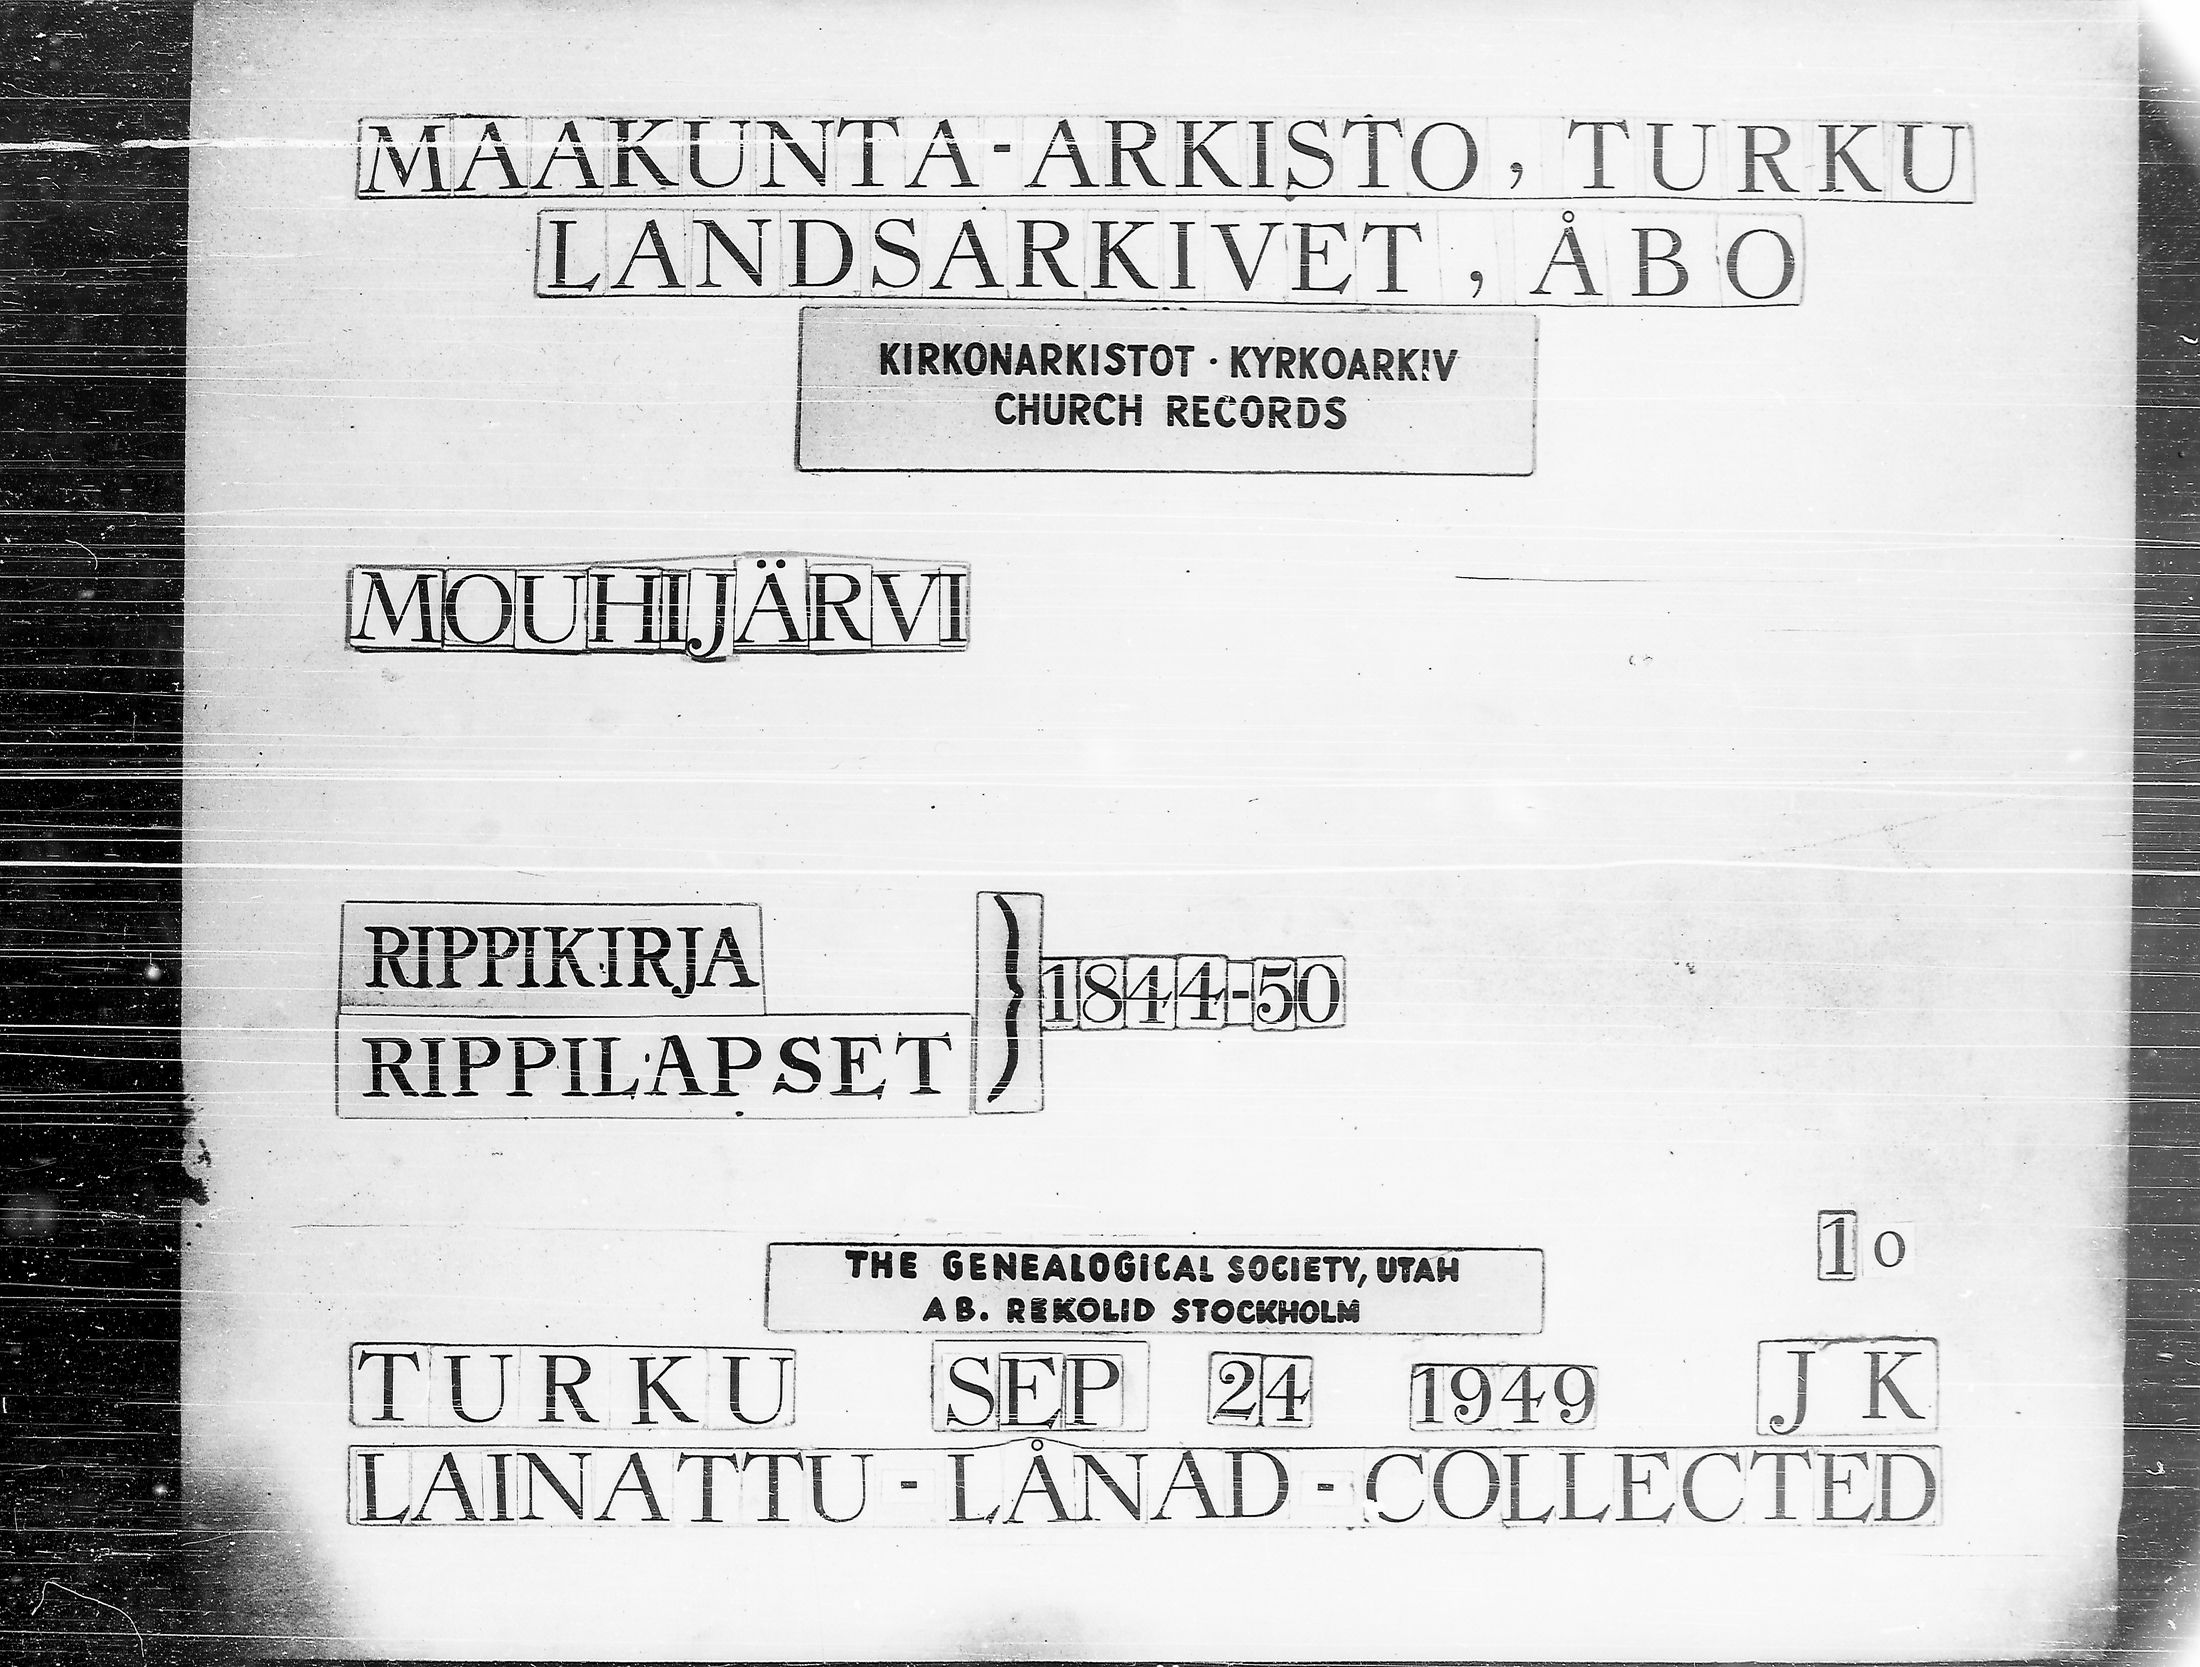 MAAKUNTA-ARKISTO, TURKU
LANDSARKIVET, ÅBO
KIRKONARKISTOT · KYRKOARKIV
CHURCH RECORDS
MOUHIJÄRVI
RIPPIKIRJA
RIPPILAPSET
} 1844-50
1 o
THE GENEALOGICAL SOCIETY, UTAH
AB. REKOLID STOCKHOLM
TURKU SEP 24 1949 J K
LAINATTU - LÅNAD - COLLECTED